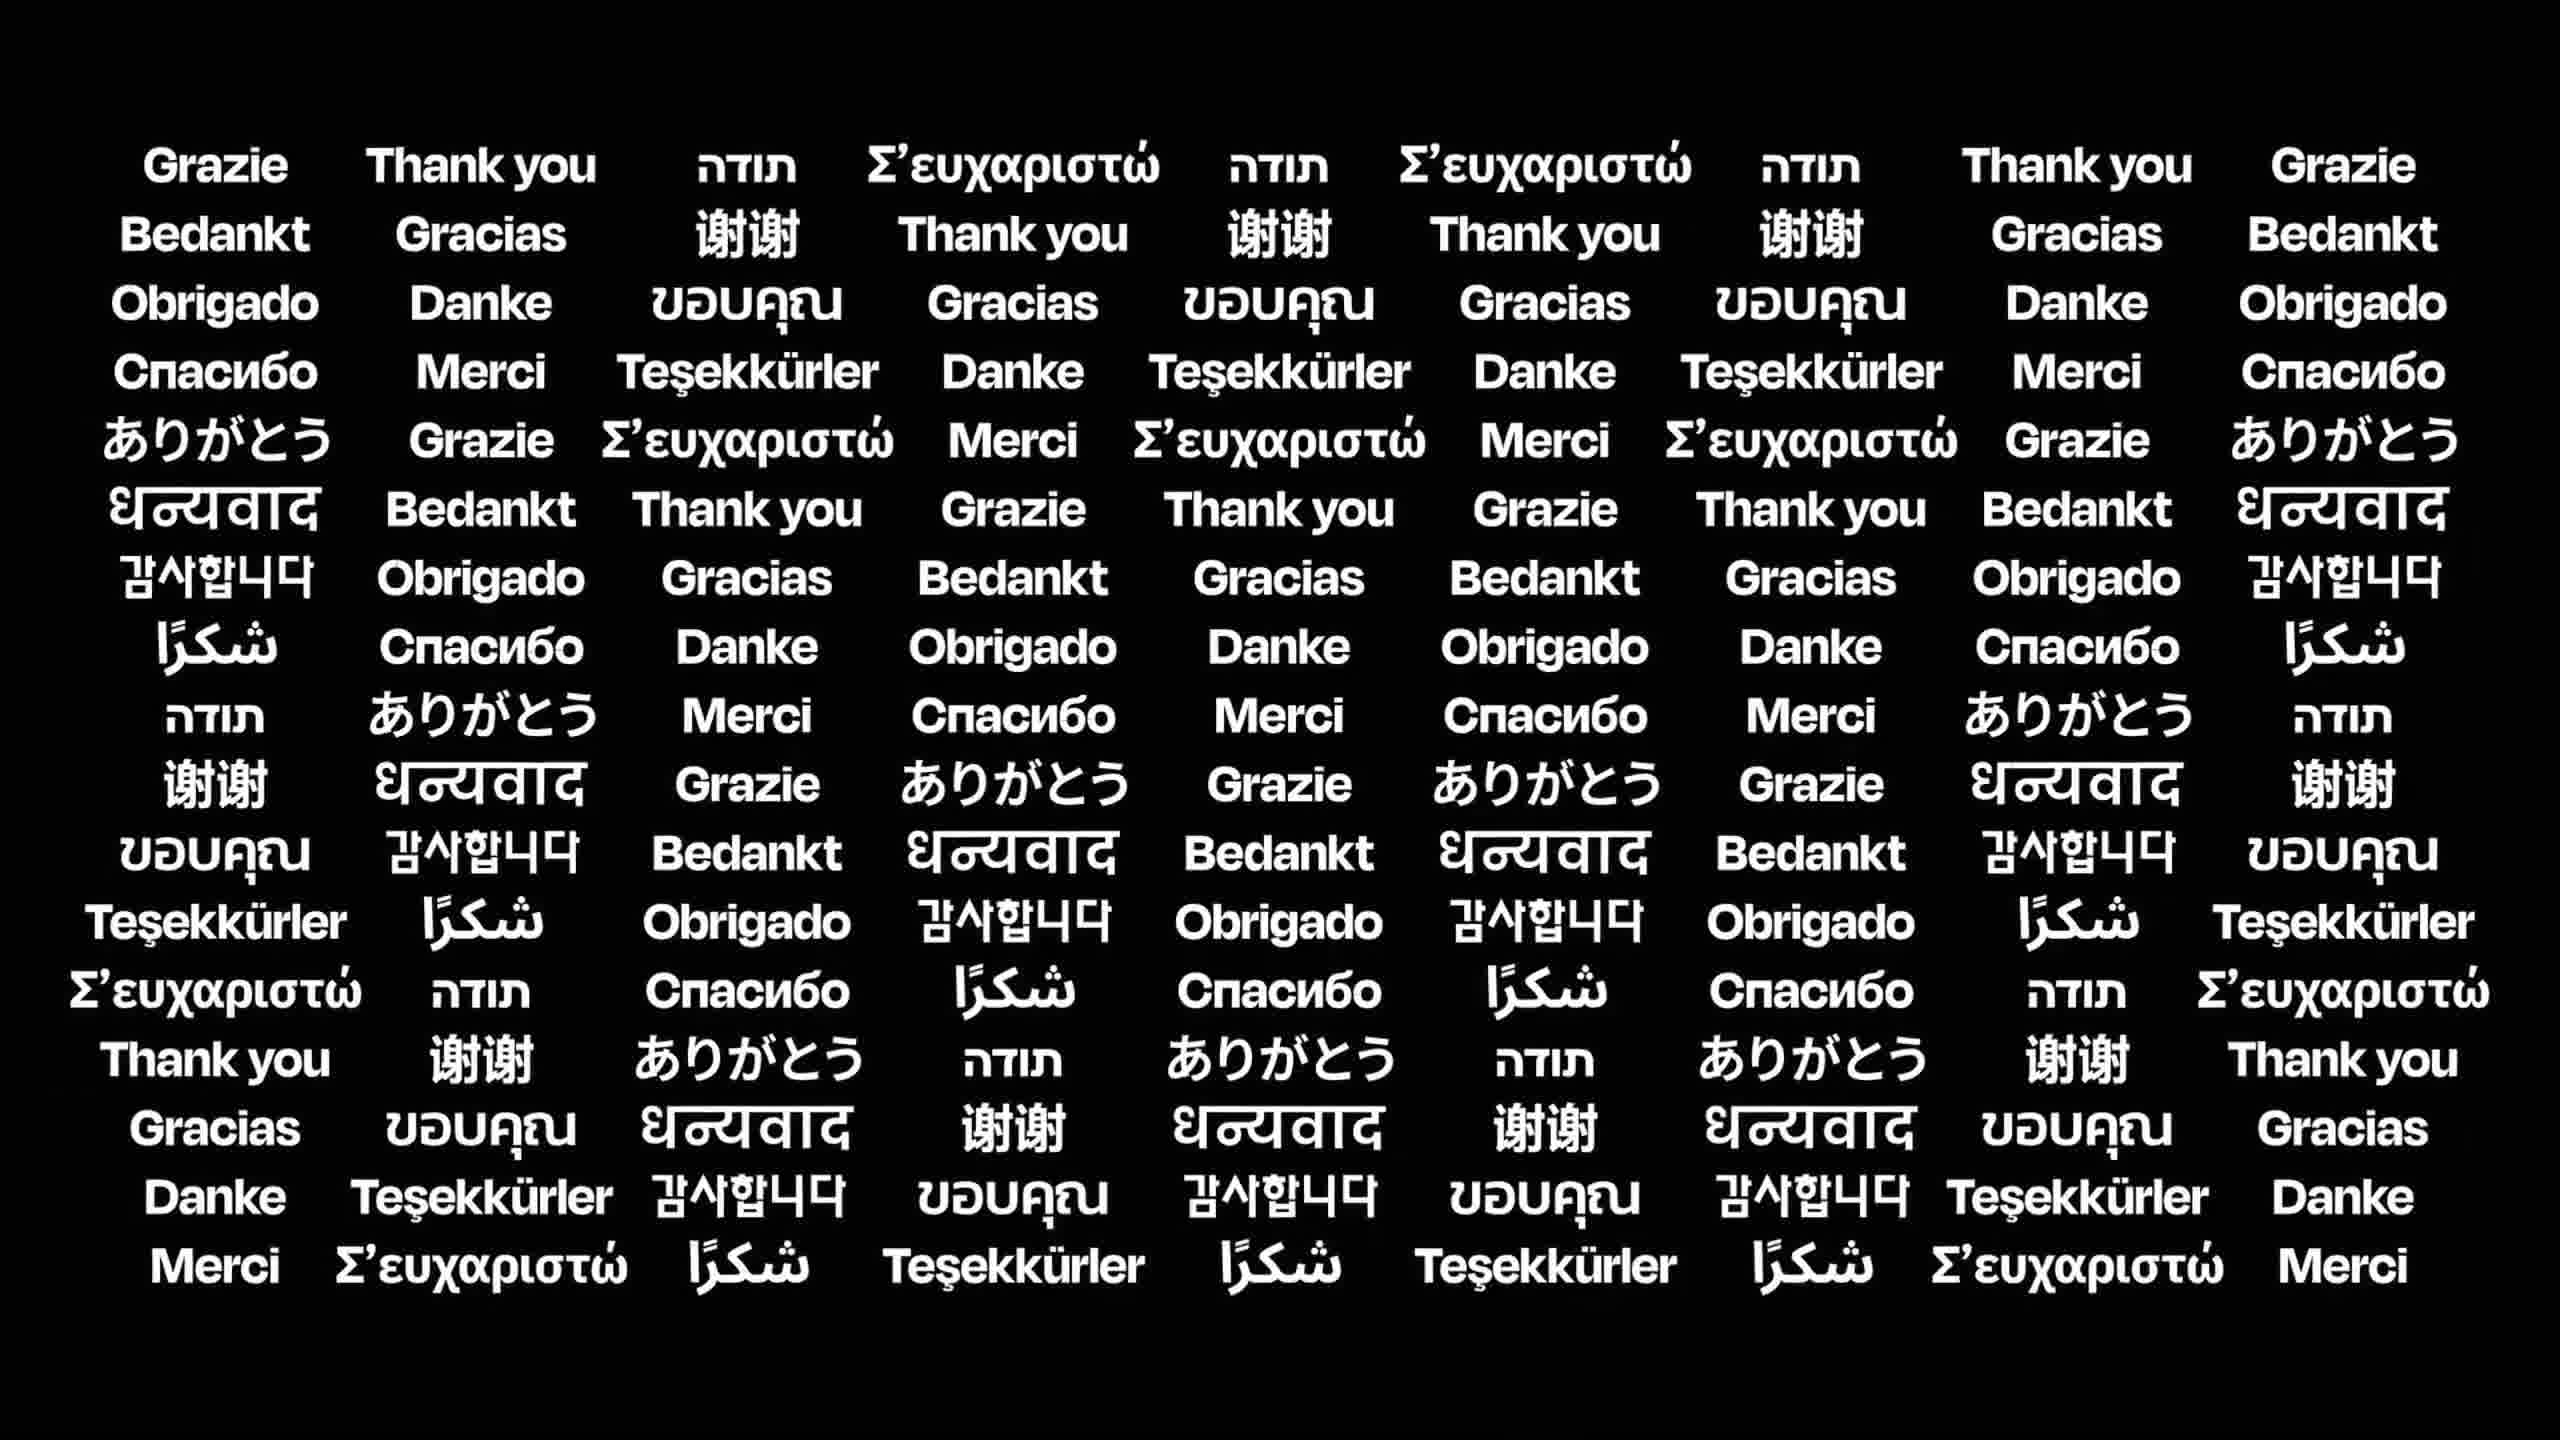 Grazie Thank you תודה Σ’ευχαριστώ תודה Σ’ευχαριστώ תודה Thank you Grazie
Bedankt Gracias 谢谢 Thank you 谢谢 Thank you 谢谢 Gracias Bedankt
Obrigado Danke ขอบคุณ Gracias ขอบคุณ Gracias ขอบคุณ Danke Obrigado
Спасибо Merci Teşekkürler Danke Teşekkürler Danke Teşekkürler Merci Спасибо
ありがとう Grazie Σ’ευχαριστώ Merci Σ’ευχαριστώ Merci Σ’ευχαριστώ Grazie ありがとう
धन्यवाद Bedankt Thank you Grazie Thank you Grazie Thank you Bedankt धन्यवाद
감사합니다 Obrigado Gracias Bedankt Gracias Bedankt Gracias Obrigado 감사합니다
شكرًا Спасибо Danke Obrigado Danke Obrigado Danke Спасибо شكرًا
תודה ありがとう Merci Спасибо Merci Спасибо Merci ありがとう תודה
谢谢 धन्यवाद Grazie ありがとう Grazie ありがとう Grazie धन्यवाद 谢谢
ขอบคุณ 감사합니다 Bedankt धन्यवाद Bedankt धन्यवाद Bedankt 감사합니다 ขอบคุณ
Teşekkürler شكرًا Obrigado 감사합니다 Obrigado 감사합니다 Obrigado شكرًا Teşekkürler
Σ’ευχαριστώ תודה Спасибо شكرًا Спасибо شكرًا Спасибо תודה Σ’ευχαριστώ
Thank you 谢谢 ありがとう תודה ありがとう תודה ありがとう 谢谢 Thank you
Gracias ขอบคุณ धन्यवाद 谢谢 धन्यवाद 谢谢 धन्यवाद ขอบคุณ Gracias
Danke Teşekkürler 감사합니다 ขอบคุณ 감사합니다 ขอบคุณ 감사합니다 Teşekkürler Danke
Merci Σ’ευχαριστώ شكرًا Teşekkürler شكرًا Teşekkürler شكرًا Σ’ευχαριστώ Merci